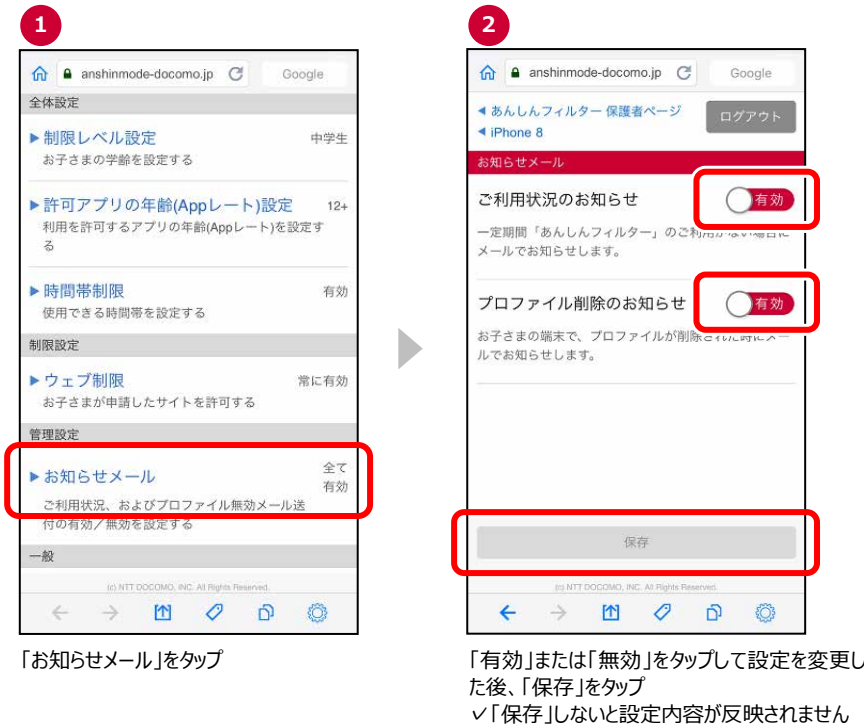 1
anshinmode-docomo.jp
Google
全体設定
▶制限レベル設定 中学生
お子さまの学齢を設定する
▶許可アプリの年齢(Appレート)設定 12+
利用を許可するアプリの年齢(Appレート)を設定す
る
▶時間帯制限 有効
使用できる時間帯を設定する
制限設定
▶ウェブ制限 常に有効
お子さまが申請したサイトを許可する
管理設定
▶お知らせメール 全て
有効
ご利用状況、およびプロファイル無効メール送
付の有効／無効を設定する
一般
(c) NTT DOCOMO, INC. All Rights Reserved.
「お知らせメール」をタップ
2
anshinmode-docomo.jp
Google
◀ あんしんフィルター 保護者ページ
◀ iPhone 8
ログアウト
お知らせメール
ご利用状況のお知らせ 有効
一定期間「あんしんフィルター」のご利用がない場合に
メールでお知らせします。
プロファイル削除のお知らせ 有効
お子さまの端末で、プロファイルが削除された時にメー
ルでお知らせします。
保存
(c) NTT DOCOMO, INC. All Rights Reserved.
「有効」または「無効」をタップして設定を変更し
た後、「保存」をタップ
✓「保存」しないと設定内容が反映されません